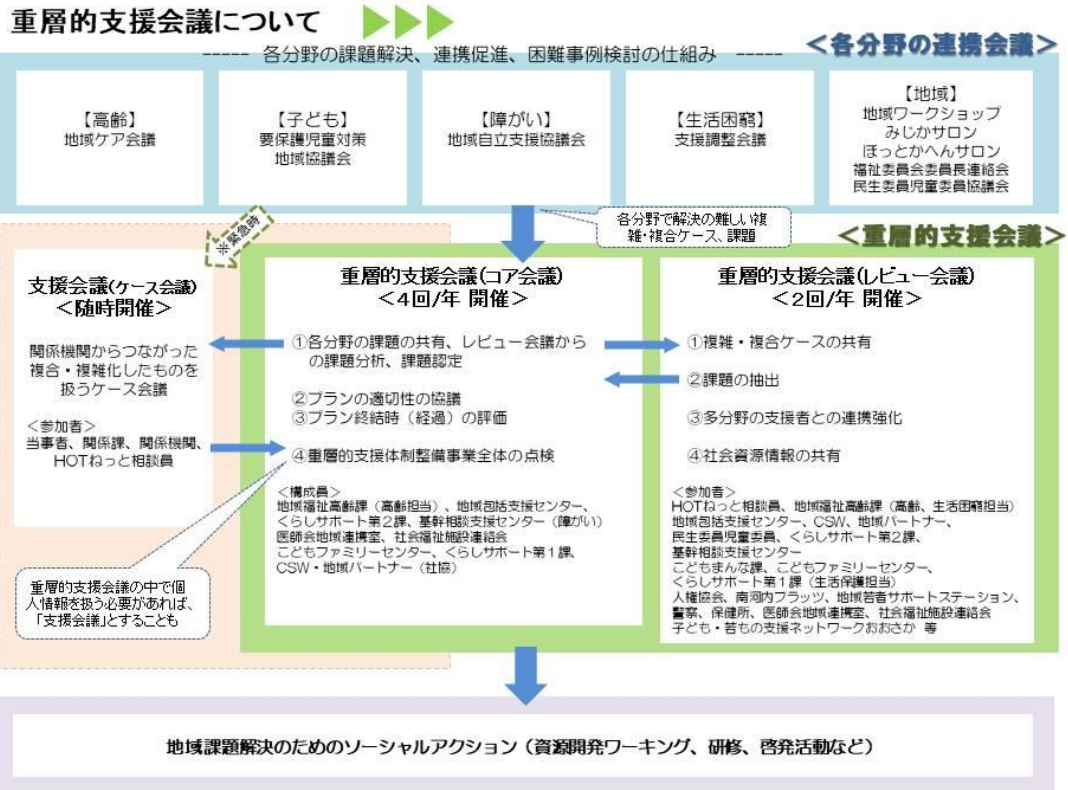 重層的支援会議について
----- 各分野の課題解決、連携促進、困難事例検討の仕組み -----
＜各分野の連携会議＞
【高齢】
地域ケア会議
【子ども】
要保護児童対策
地域協議会
【障がい】
地域自立支援協議会
【生活困窮】
支援調整会議
【地域】
地域ワークショップ
みじかサロン
ほっとかへんサロン
福祉委員会委員長連絡会
民生委員児童委員協議会
※緊急時
各分野で解決の難しい複
雑・複合ケース、課題
＜重層的支援会議＞
支援会議(ケース会議)
＜随時開催＞
関係機関からつながった
複合・複雑化したものを
扱うケース会議
＜参加者＞
当事者、関係課、関係機関、
HOTねっと相談員
重層的支援会議(コア会議)
＜4回/年 開催＞
①各分野の課題の共有、レビュー会議から
の課題分析、課題認定
②プランの適切性の協議
③プラン終結時（経過）の評価
④重層的支援体制整備事業全体の点検
＜構成員＞
地域福祉高齢課（高齢担当）、地域包括支援センター、
くらしサポート第２課、基幹相談支援センター（障がい）
医師会地域連携室、社会福祉施設連絡会
こどもファミリーセンター、くらしサポート第１課、
CSW・地域パートナー（社協）
重層的支援会議(レビュー会議)
＜2回/年 開催＞
①複雑・複合ケースの共有
②課題の抽出
③多分野の支援者との連携強化
④社会資源情報の共有
＜参加者＞
HOTねっと相談員、地域福祉高齢課（高齢、生活困窮担当）
地域包括支援センター、CSW、地域パートナー、
民生委員児童委員、くらしサポート第２課、
基幹相談支援センター
こどもまんな課、こどもファミリーセンター、
くらしサポート第１課（生活保護担当）
人権協会、南河内プラッツ、地域若者サポートステーション、
警察、保健所、医師会地域連携室、社会福祉施設連絡会
子ども・若もの支援ネットワークおおさか 等
重層的支援会議の中で個
人情報を扱う必要があれば、
「支援会議」とすることも
地域課題解決のためのソーシャルアクション（資源開発ワーキング、研修、啓発活動など）